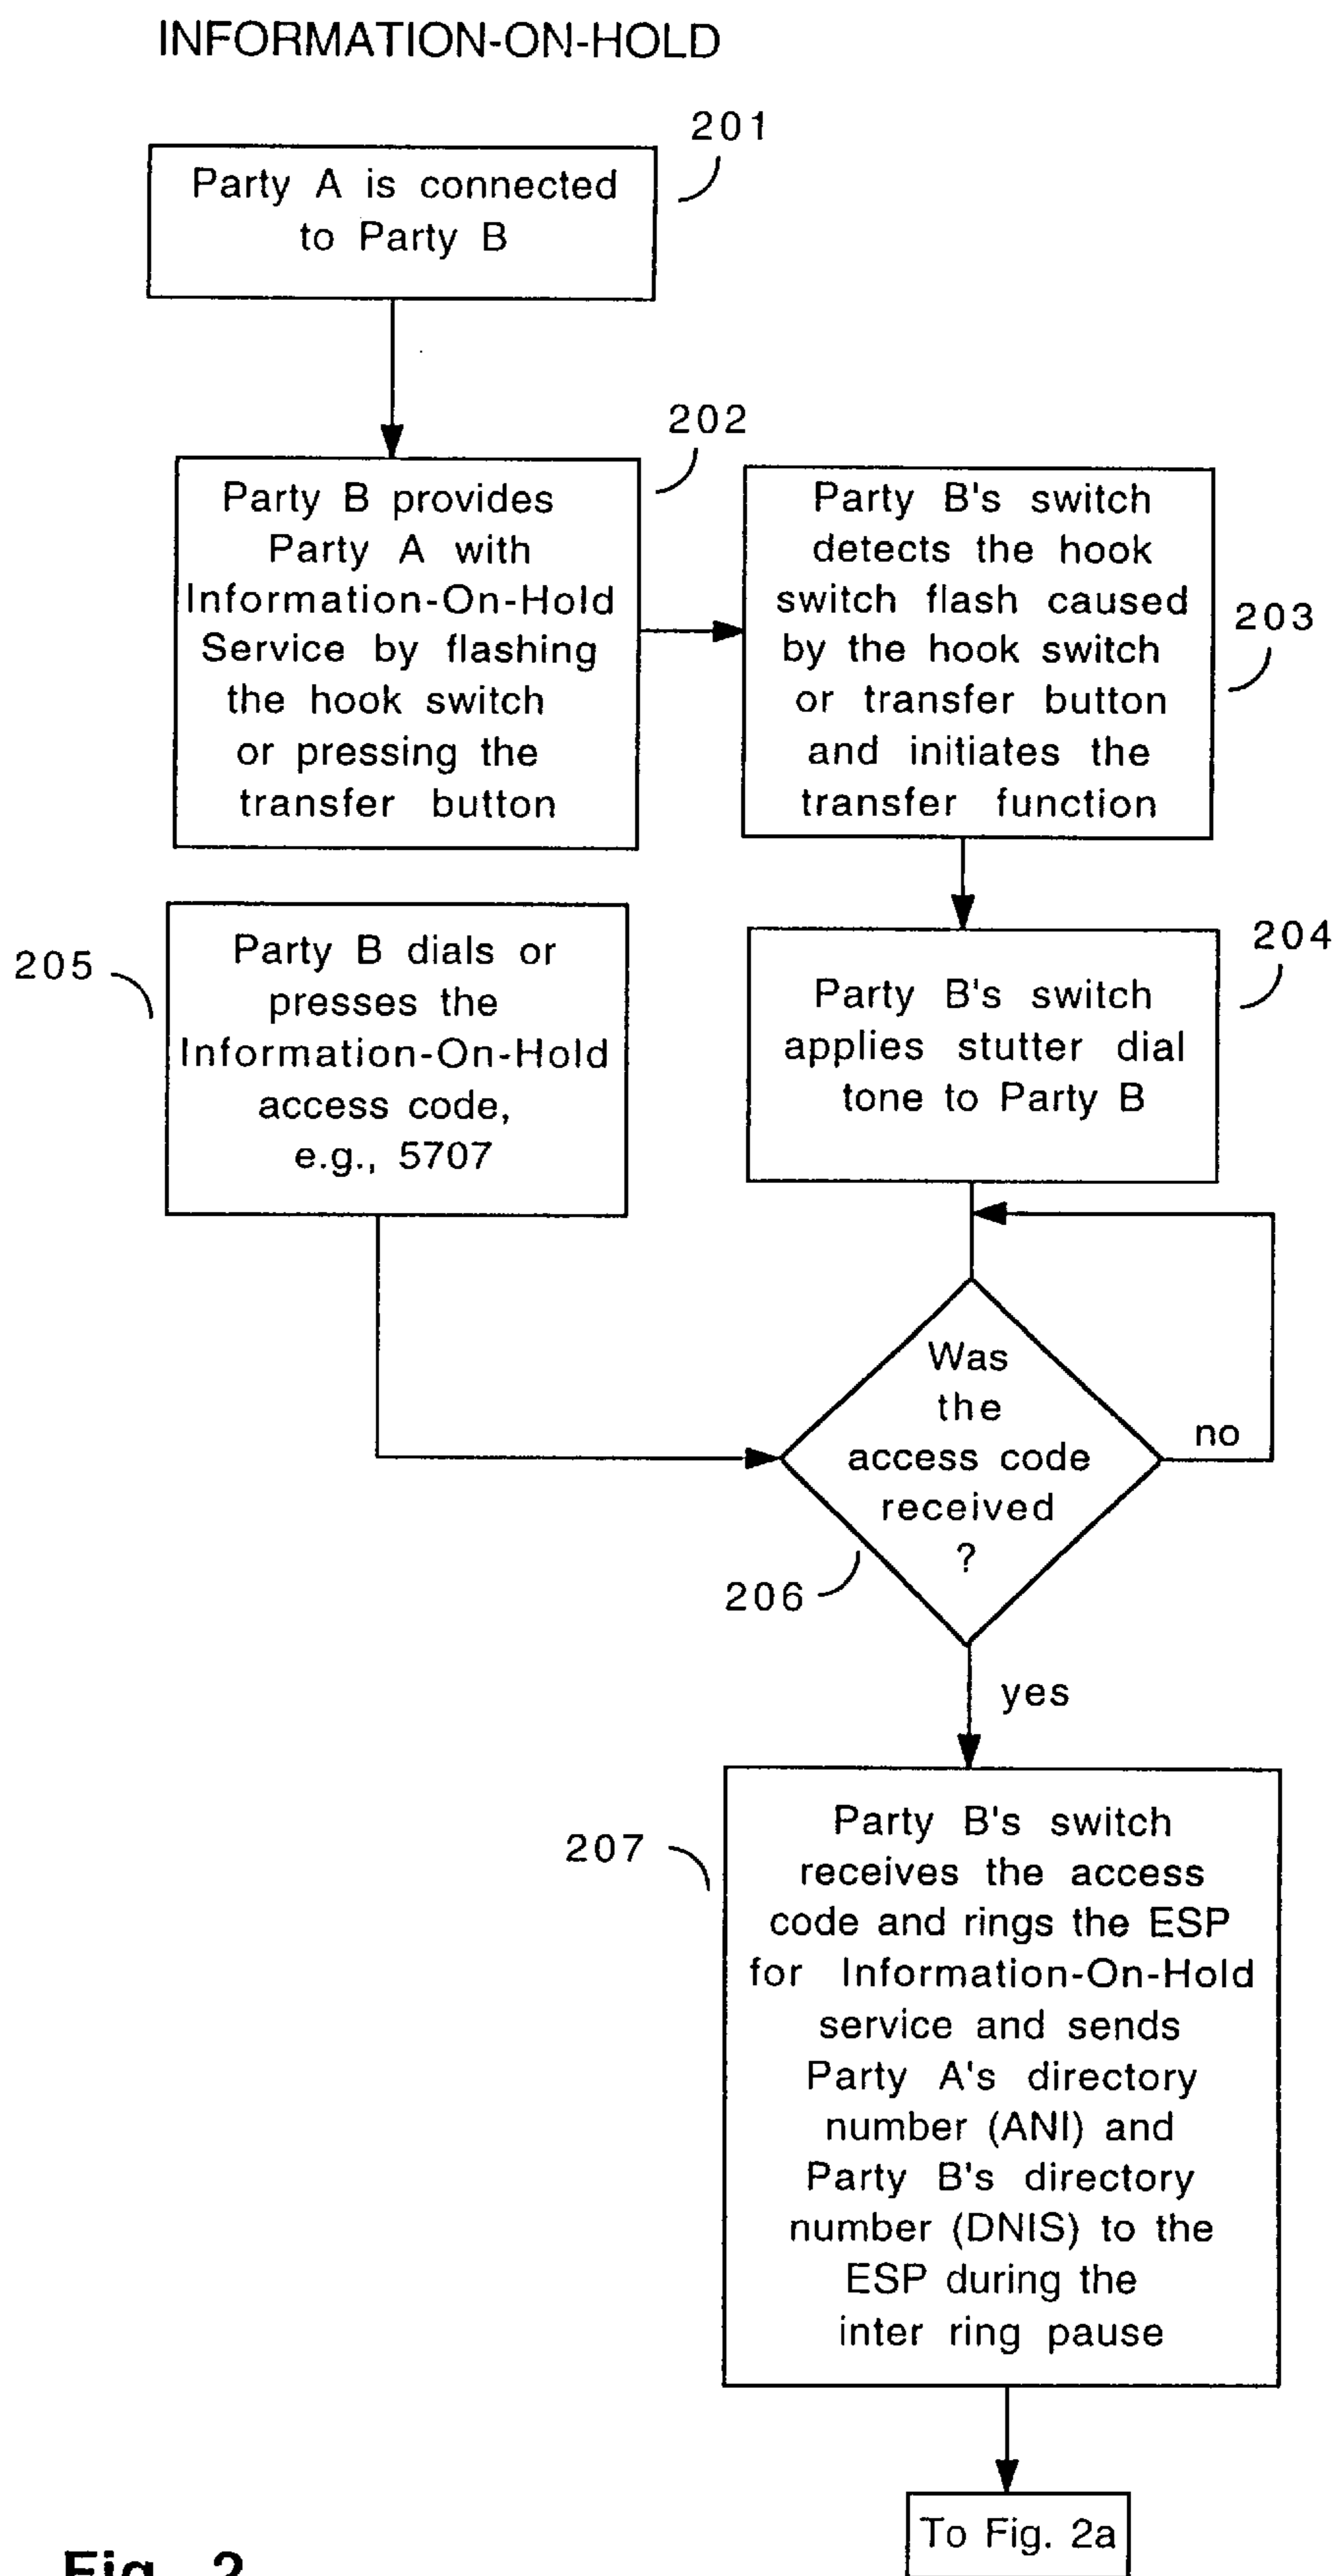 INFORMATION-ON-HOLD
201
Party A is connected
to Party B
202
Party B provides
Party A with
Information-On-Hold
Service by flashing
the hook switch
or pressing the
transfer button
Party B's switch
detects the hook
switch flash caused
by the hook switch
or transfer button
and initiates the
transfer function
203
205
Party B dials or
presses the
Information-On-Hold
access code,
e.g., 5707
204
Party B's switch
applies stutter dial
tone to Party B
Was
the
access code
received
?
no
206
yes
207
Party B's switch
receives the access
code and rings the ESP
for Information-On-Hold
service and sends
Party A's directory
number (ANI) and
Party B's directory
number (DNIS) to the
ESP during the
inter ring pause
To Fig. 2a
Fig. 2